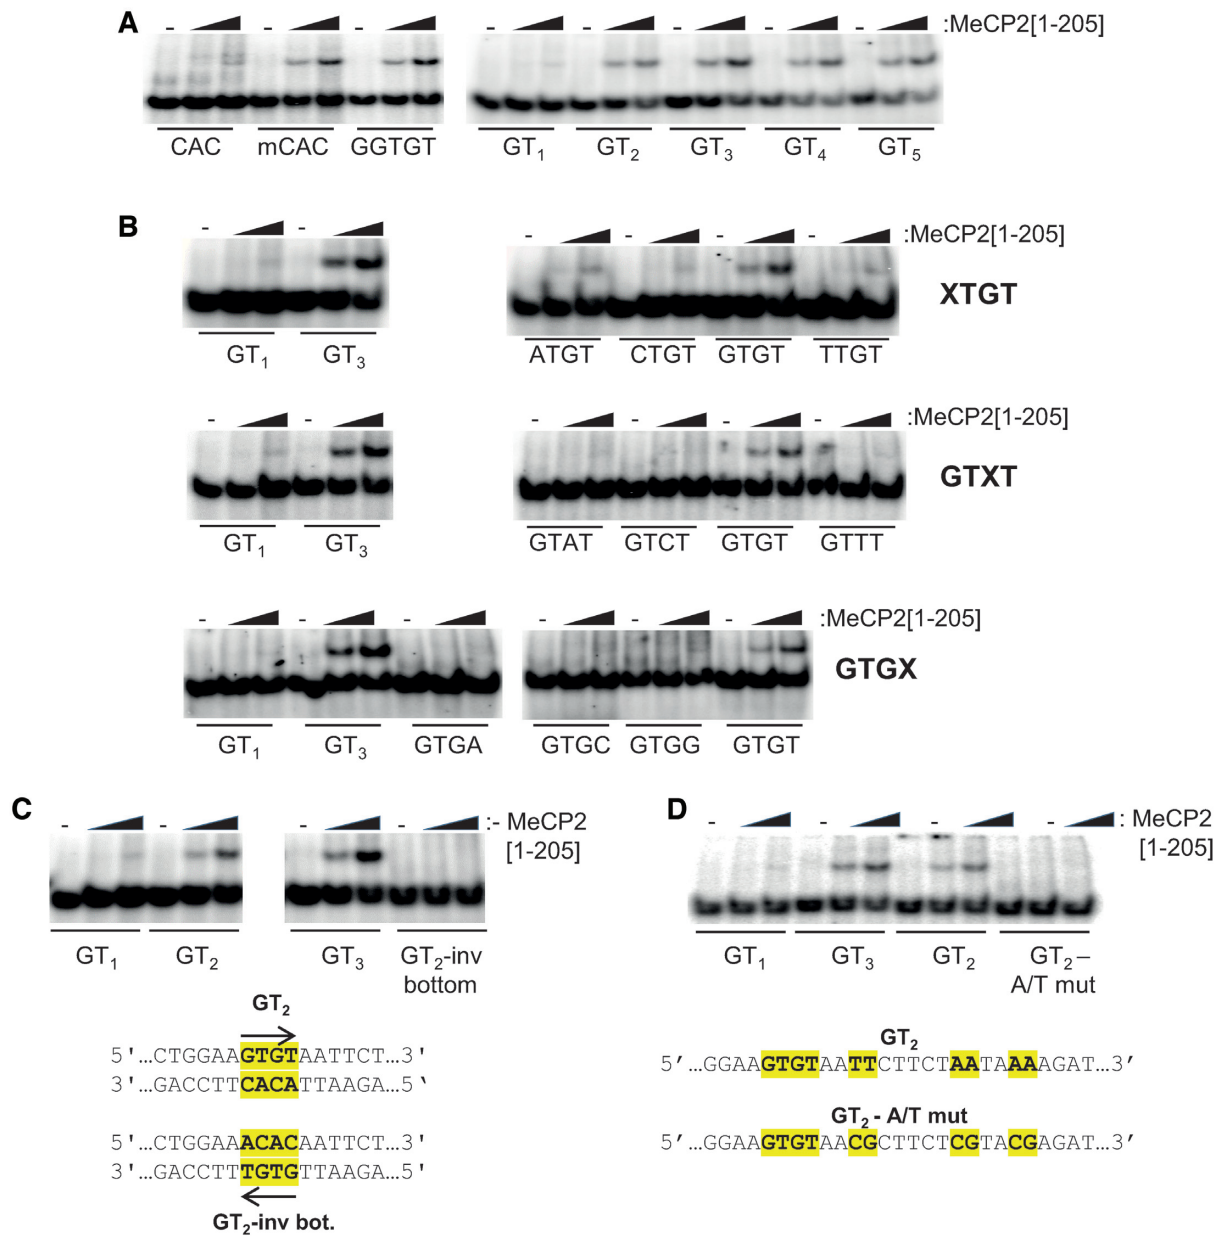 A
- - - - - - - - :MeCP2[1-205]
CAC mCAC GGTGT GT1 GT2 GT3 GT4 GT5
B
- - - - - - :MeCP2[1-205]
XTGT
GT1 GT3 ATGT CTGT GTGT TTGT
- - - - - - :MeCP2[1-205]
GTXT
GT1 GT3 GTAT GTCT GTGT GTTT
- - - - - - :MeCP2[1-205]
GTGX
GT1 GT3 GTGA GTGC GTGG GTGT
C
- - - - :- MeCP2
[1-205]
GT1 GT2 GT3 GT2-inv
bottom
GT2
5'...CTGGAAGTGTAATTCT...3'
3'...GACCTTCACATTAAGA...5‘
5'...CTGGAAACACAATTCT...3'
3'...GACCTTTGTGTTAAGA...5'
GT2-inv bot.
D
- - - - : MeCP2
[1-205]
GT1 GT3 GT2 GT2 –
A/T mut
GT2
5′...GGAAGTGTAATTCTTCTAATAAAAGAT...3′
GT2 - A/T mut
5′...GGAAGTGTAACGCTTCTCGTACGAGAT...3′